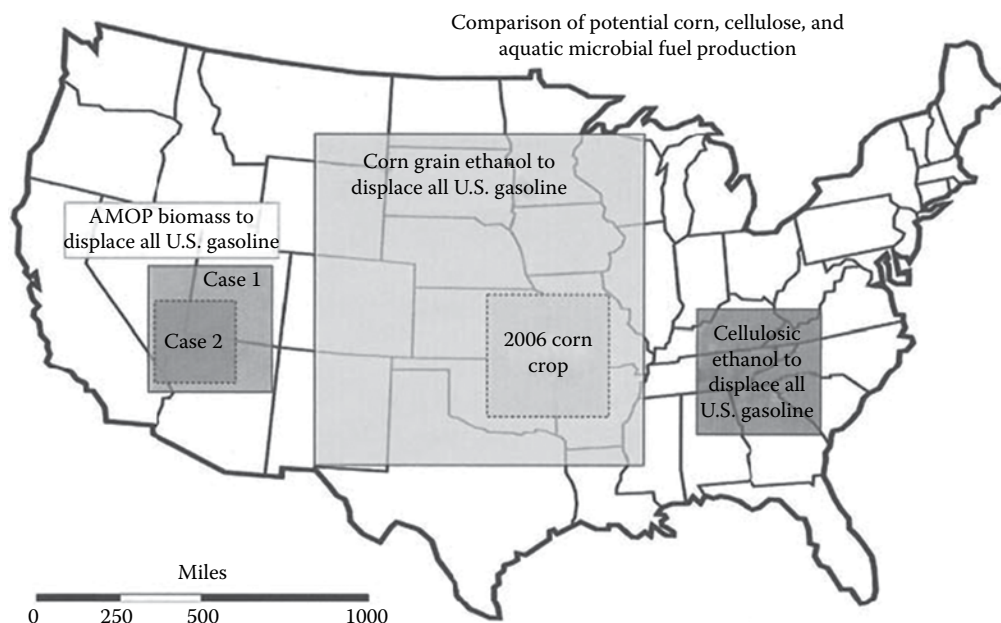 Comparison of potential corn, cellulose, and
aquatic microbial fuel production
Corn grain ethanol to
displace all U.S. gasoline
AMOP biomass to
displace all U.S. gasoline
Case 1
Case 2
2006 corn
crop
Cellulosic
ethanol to
displace all
U.S. gasoline
Miles
0 250 500 1000